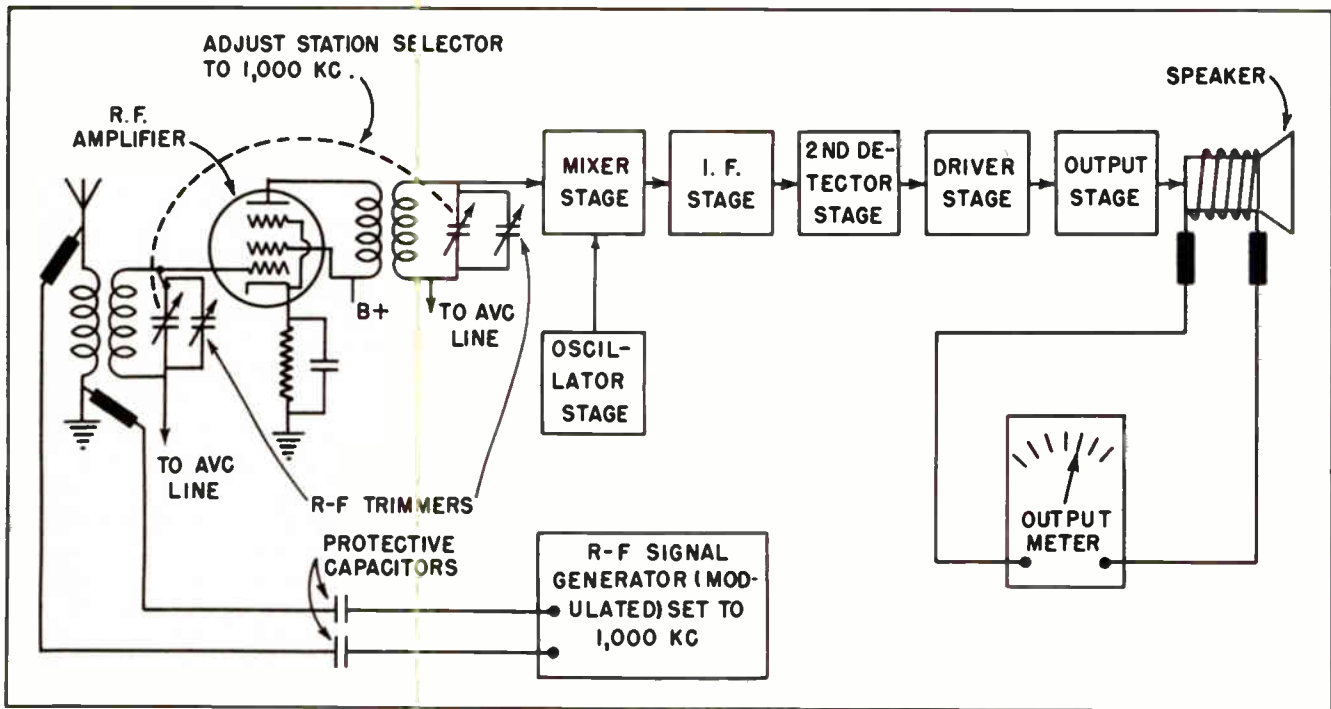 ADJUST STATION SELECTOR
TO 1,000 KC.
R.F.
AMPLIFIER
SPEAKER
MIXER
STAGE
I. F.
STAGE
2ND DE-
TECTOR
STAGE
DRIVER
STAGE
OUTPUT
STAGE
B+
TO AVC
LINE
OSCIL-
LATOR
STAGE
TO AVC
LINE
R-F TRIMMERS
PROTECTIVE
CAPACITORS
R-F SIGNAL
GENERATOR (MOD-
ULATED) SET TO
1,000 KC
OUTPUT
METER